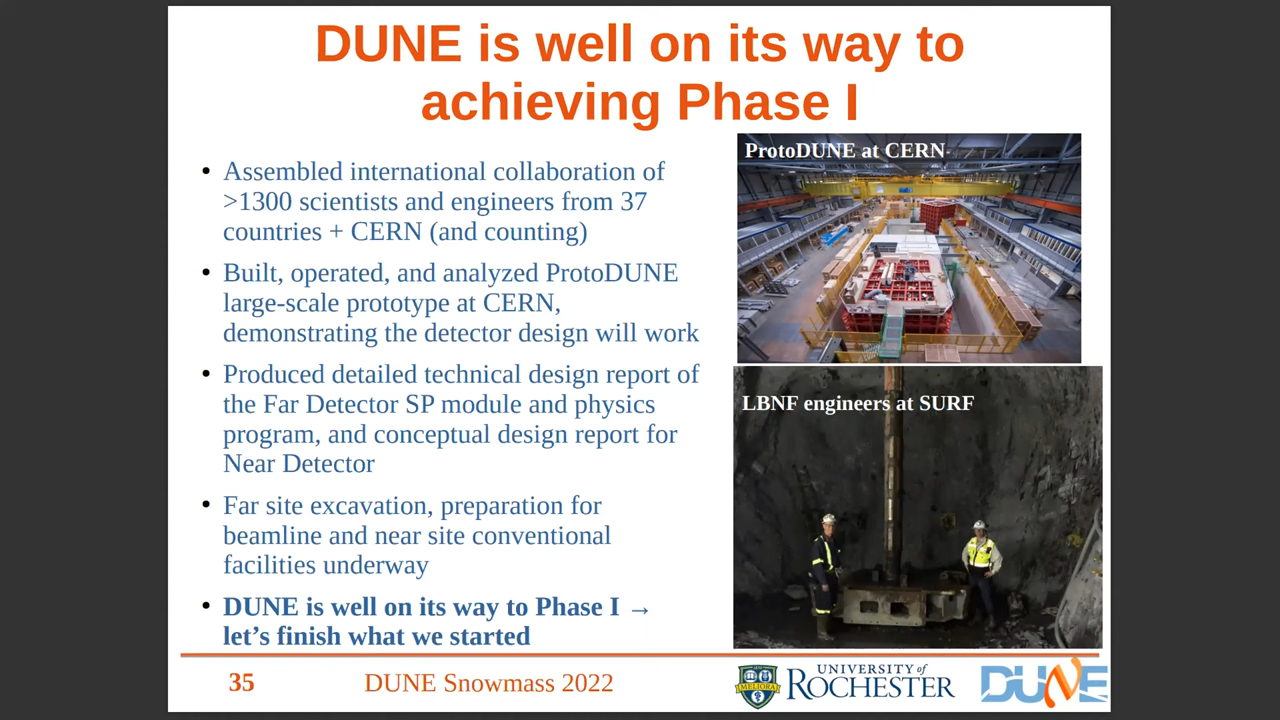 DUNE is well on its way to
achieving Phase I
• Assembled international collaboration of
>1300 scientists and engineers from 37
countries + CERN (and counting)
• Built, operated, and analyzed ProtoDUNE
large-scale prototype at CERN,
demonstrating the detector design will work
• Produced detailed technical design report of
the Far Detector SP module and physics
program, and conceptual design report for
Near Detector
• Far site excavation, preparation for
beamline and near site conventional
facilities underway
• DUNE is well on its way to Phase I →
let's finish what we started
ProtoDUNE at CERN
LBNF engineers at SURF
35
DUNE Snowmass 2022
MELIORA
UNIVERSITY of
ROCHESTER
DUNE